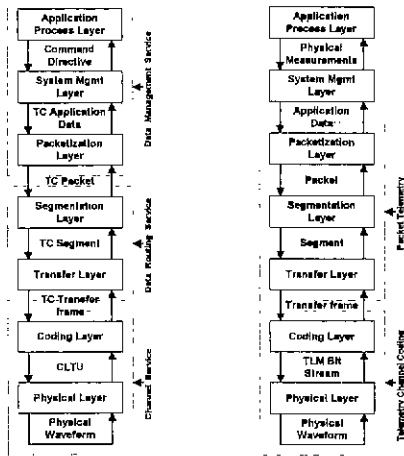 Application
Process Layer
Command
Directive
System Mgmt
Layer
TC Application
Data
Packetization
Layer
TC Packet
Segmentation
Layer
TC Segment
Transfer Layer
TC Transfer
frame
Coding Layer
CLTU
Physical Layer
Physical
Waveform
Data Management Service
Data Routing Service
Channel Service
Application
Process Layer
Physical
Measurements
System Mgmt
Layer
Application
Data
Packetization
Layer
Packet
Segmentation
Layer
Segment
Transfer Layer
Transfer frame
Coding Layer
TLM Bit
Stream
Physical Layer
Physical
Waveform
Packet Telemetry
Telemetry Channel Coding